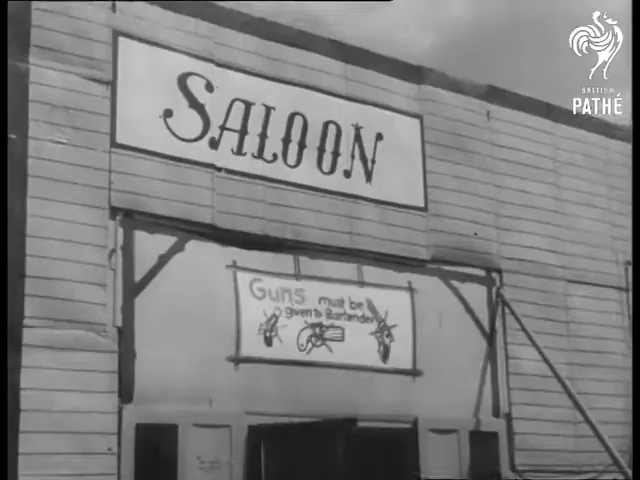 SALOON
Guns must be
given to Bartender
BRITISH
PATHÉ